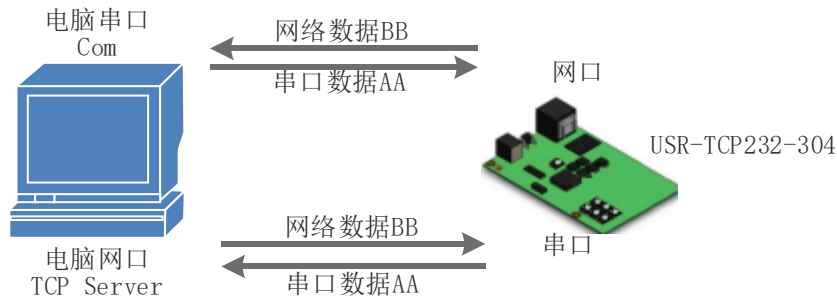 电脑串口
Com
网络数据BB
串口数据AA
网口
USR-TCP232-304
网络数据BB
串口数据AA
串口
电脑网口
TCP Server